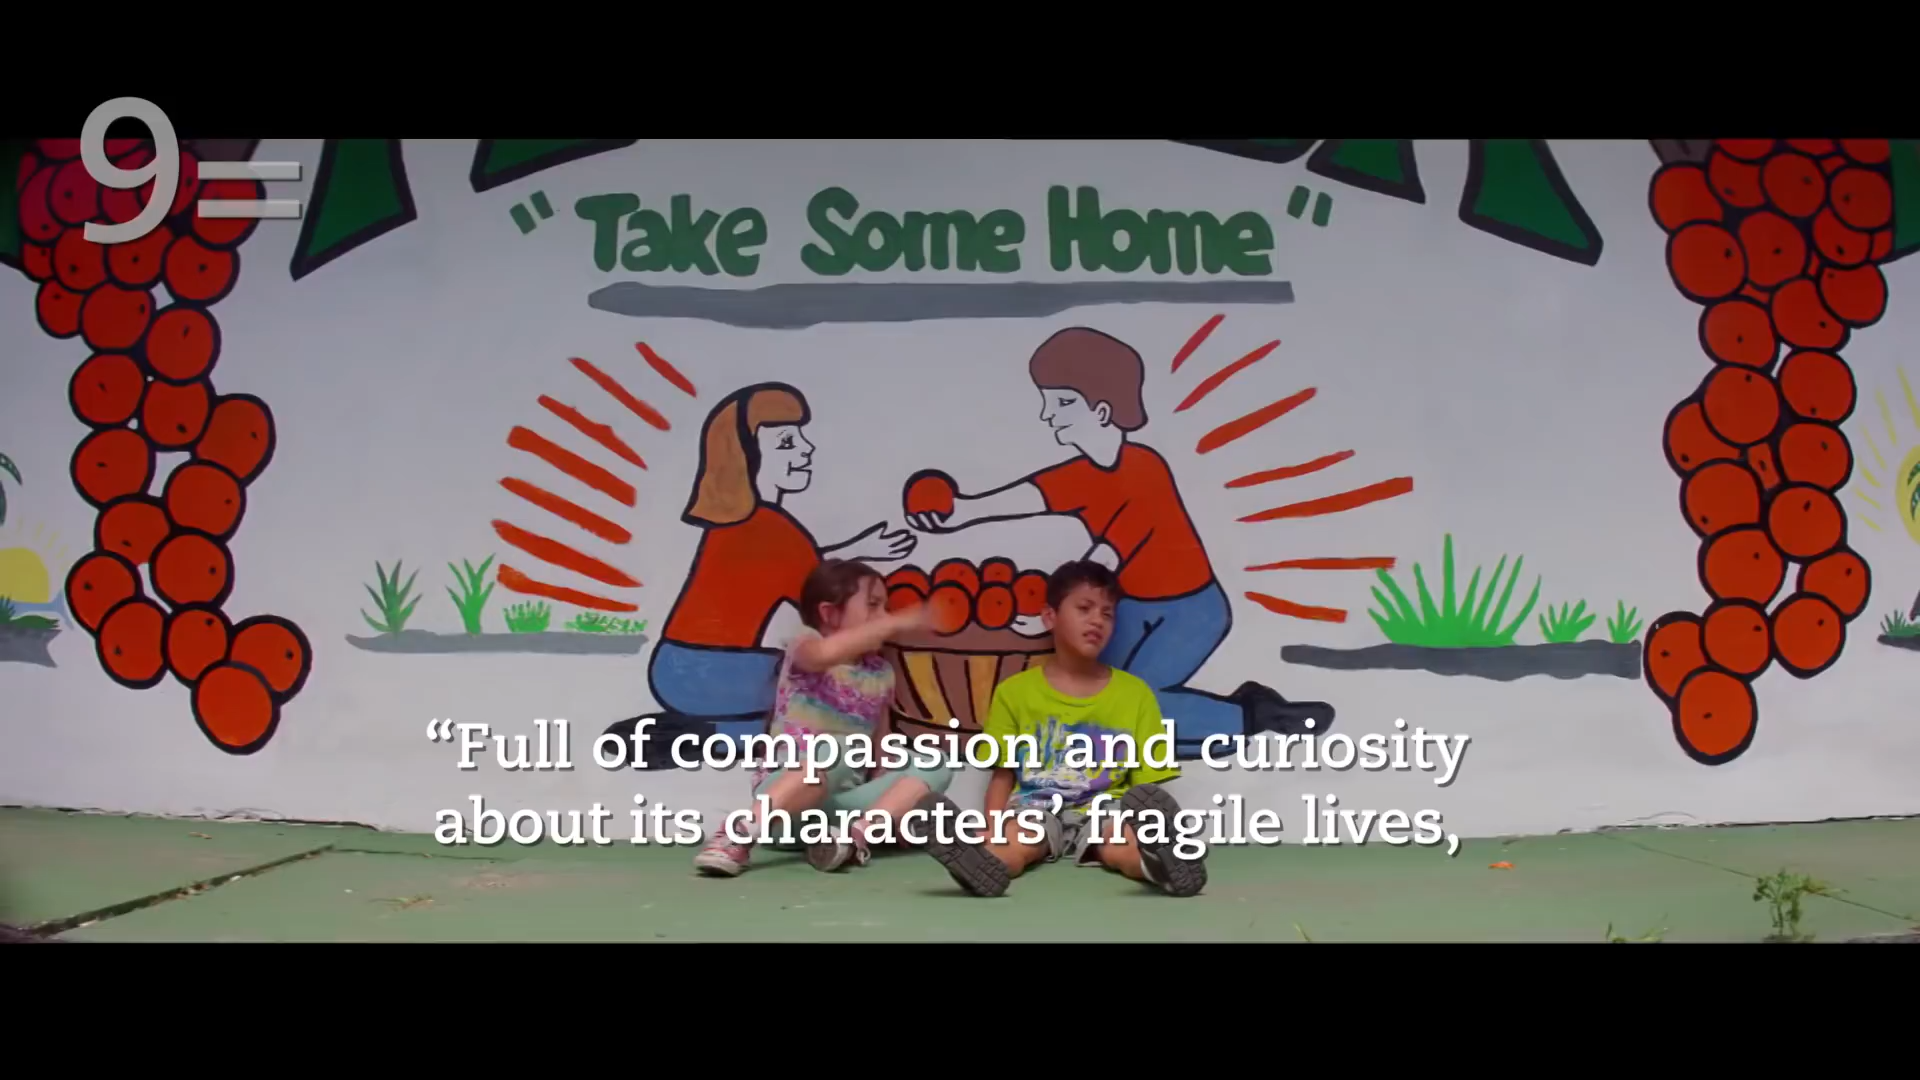 9=
"Take Some Home"
“Full of compassion and curiosity
about its characters’ fragile lives,